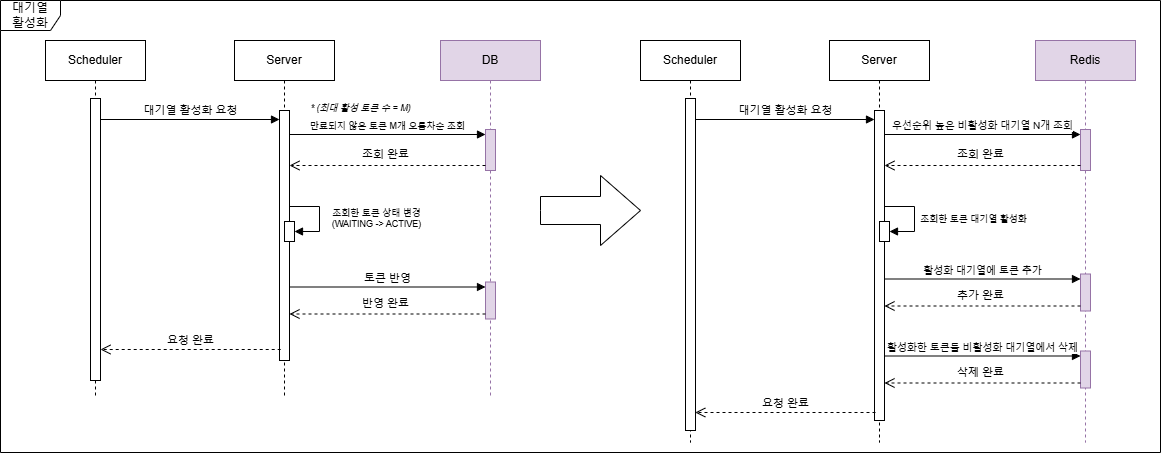 대기열
활성화
Scheduler
Server
DB
대기열 활성화 요청
* (최대 활성 토큰 수 = M)
만료되지 않은 토큰 M개 오름차순 조회
조회 완료
조회한 토큰 상태 변경
(WAITING -> ACTIVE)
토큰 반영
반영 완료
요청 완료
Scheduler
Server
Redis
대기열 활성화 요청
우선순위 높은 비활성화 대기열 N개 조회
조회 완료
조회한 토큰 대기열 활성화
활성화 대기열에 토큰 추가
추가 완료
활성화한 토큰들 비활성화 대기열에서 삭제
삭제 완료
요청 완료